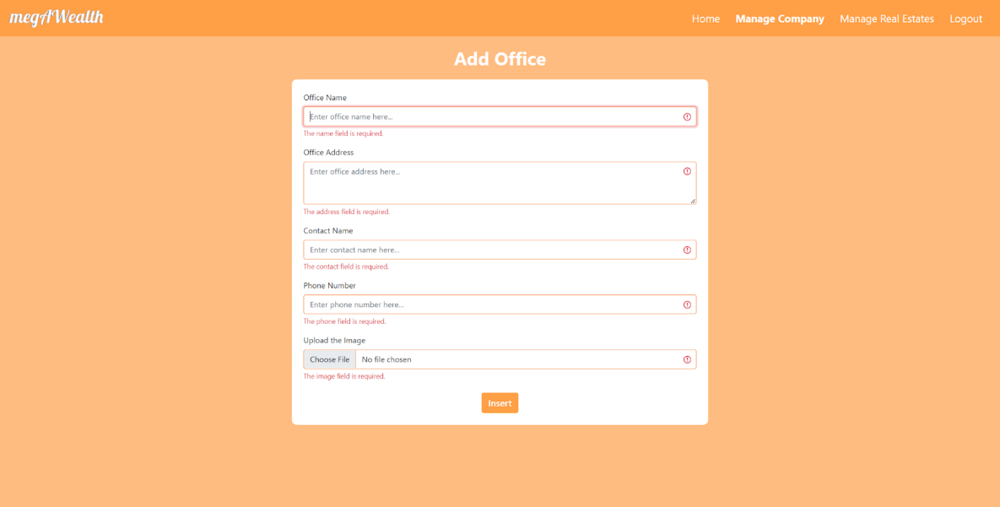 megAWealth
Home Manage Company Manage Real Estates Logout
Add Office
Office Name
Enter office name here...
The name field is required.
Office Address
Enter office address here...
The address field is required.
Contact Name
Enter contact name here...
The contact field is required.
Phone Number
Enter phone number here...
The phone field is required.
Upload the Image
Choose File No file chosen
The image field is required.
Insert